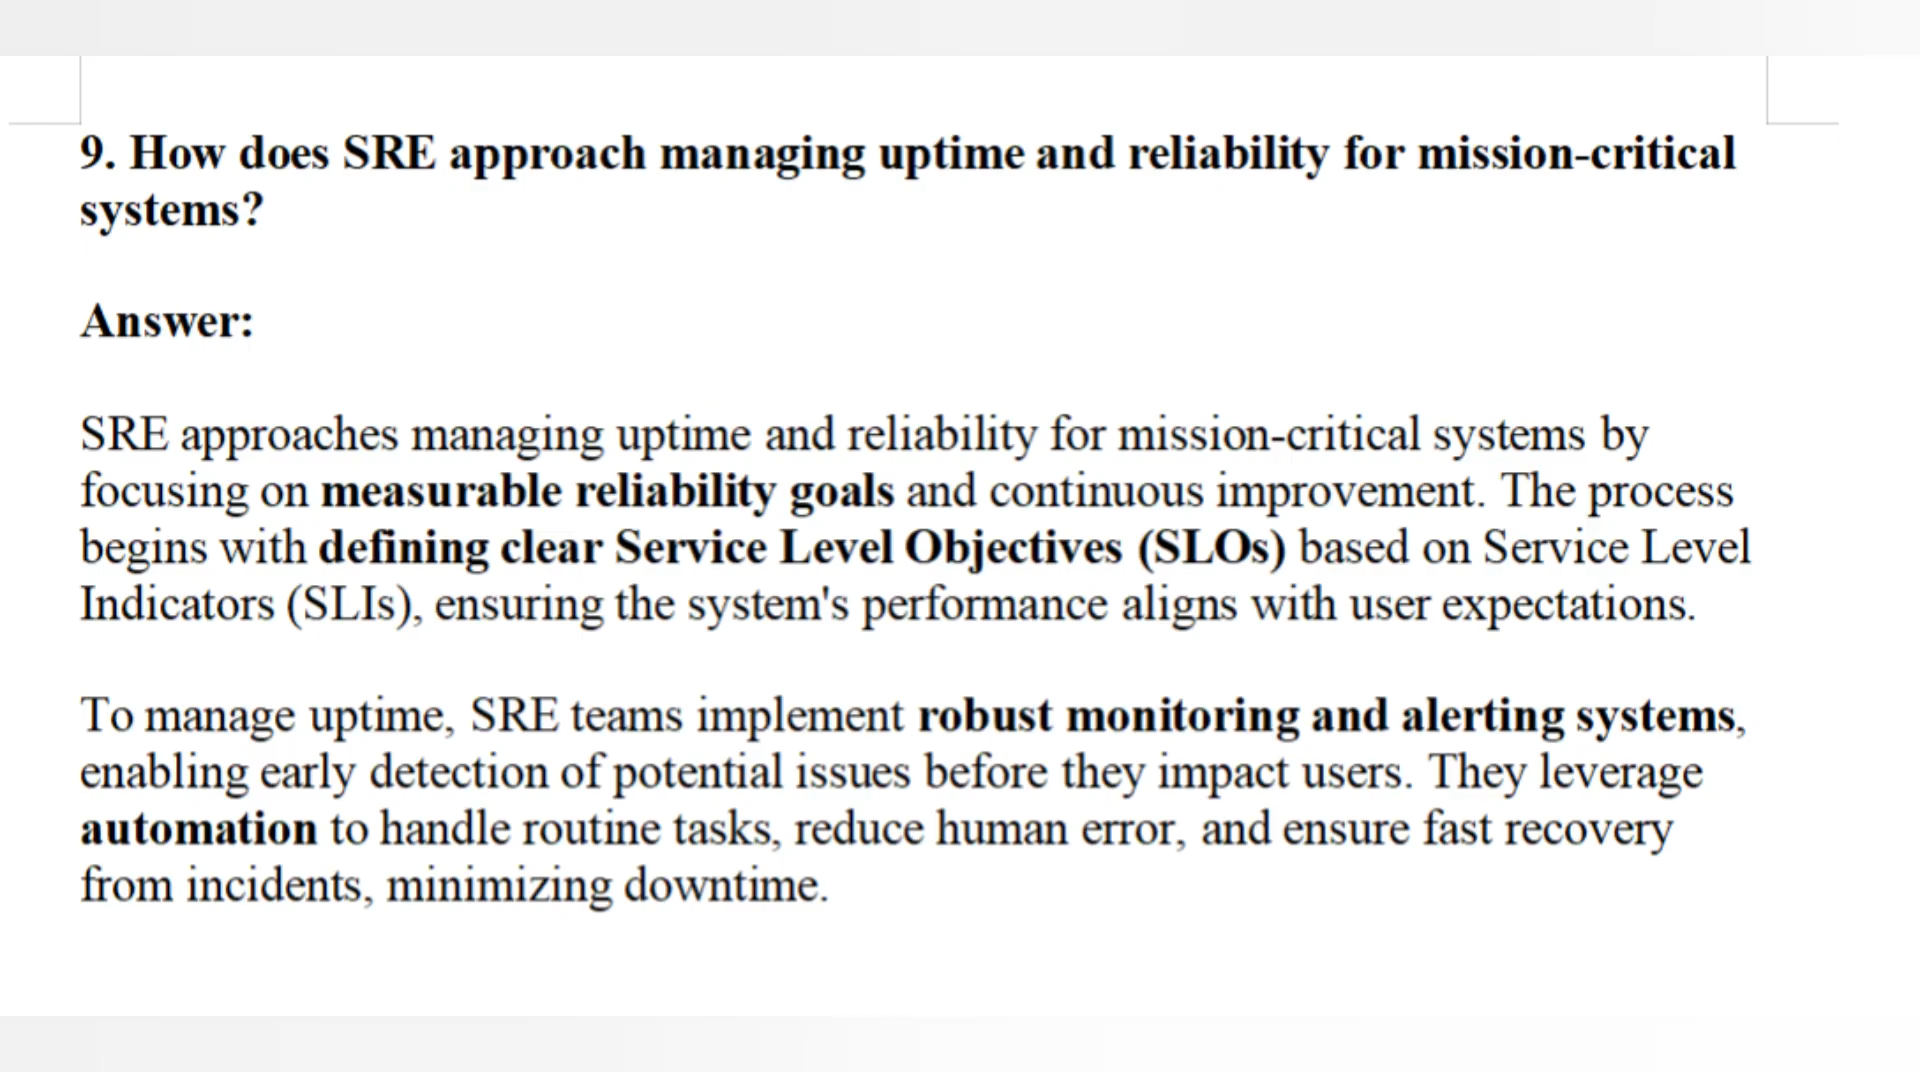 9. How does SRE approach managing uptime and reliability for mission-critical
systems?
Answer:
SRE approaches managing uptime and reliability for mission-critical systems by
focusing on measurable reliability goals and continuous improvement. The process
begins with defining clear Service Level Objectives (SLOs) based on Service Level
Indicators (SLIs), ensuring the system's performance aligns with user expectations.
To manage uptime, SRE teams implement robust monitoring and alerting systems,
enabling early detection of potential issues before they impact users. They leverage
automation to handle routine tasks, reduce human error, and ensure fast recovery
from incidents, minimizing downtime.